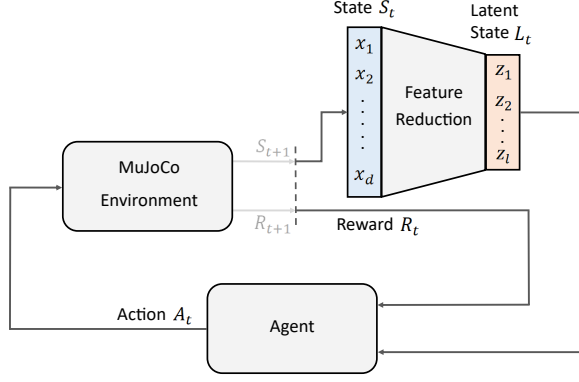 State S_t
Latent
State L_t
x_1
x_2
x_d
Feature
Reduction
z_1
z_2
z_l
MuJoCo
Environment
S_{t+1}
R_{t+1}
Reward R_t
Action A_t
Agent